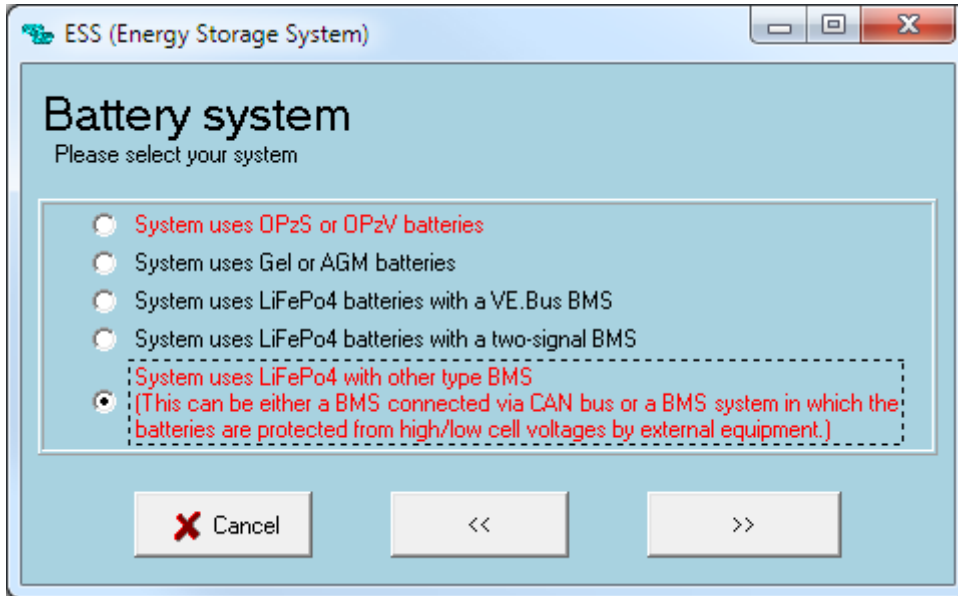 ESS (Energy Storage System)
Battery system
Please select your system
System uses OPzS or OPzV batteries
System uses Gel or AGM batteries
System uses LiFePo4 batteries with a VE.Bus BMS
System uses LiFePo4 batteries with a two-signal BMS
System uses LiFePo4 with other type BMS
(This can be either a BMS connected via CAN bus or a BMS system in which the
batteries are protected from high/low cell voltages by external equipment.)
Cancel
<<
>>